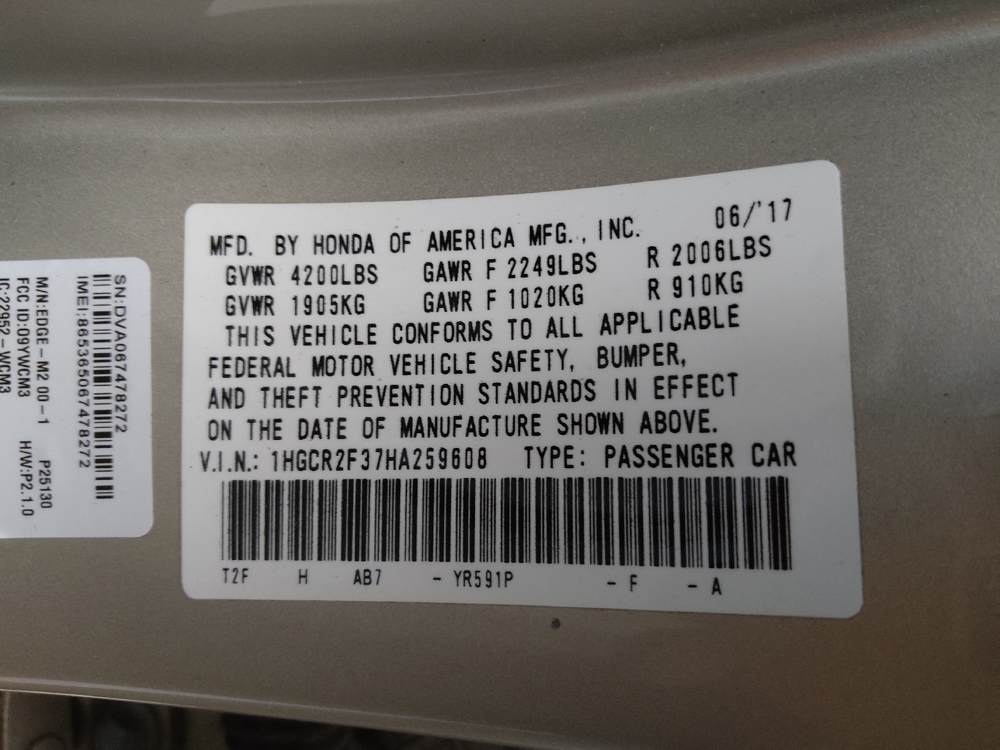 MFD. BY HONDA OF AMERICA MFG., INC. 06/'17
GVWR 4200LBS GAWR F 2249LBS R 2006LBS
GVWR 1905KG GAWR F 1020KG R 910KG
THIS VEHICLE CONFORMS TO ALL APPLICABLE
FEDERAL MOTOR VEHICLE SAFETY, BUMPER,
AND THEFT PREVENTION STANDARDS IN EFFECT
ON THE DATE OF MANUFACTURE SHOWN ABOVE.
V.I.N.: 1HGCR2F37HA259608 TYPE: PASSENGER CAR
T2F H AB7 - YR591P - F - A
SN:DVA067478272
IMEI:865365067478272
M/N:EDGE-M2 00-1 P25130
FCC ID:09YWCM3 H/W:P2.1.0
IC:22952-WCM3